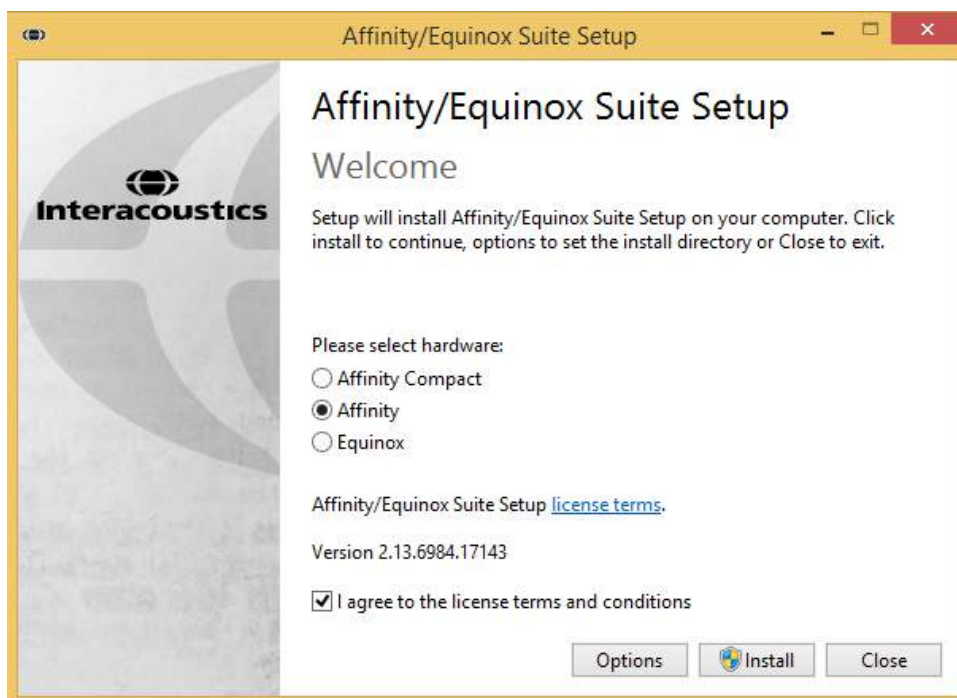 Affinity/Equinox Suite Setup
Interacoustics
Affinity/Equinox Suite Setup
Welcome
Setup will install Affinity/Equinox Suite Setup on your computer. Click
install to continue, options to set the install directory or Close to exit.
Please select hardware:
Affinity Compact
Affinity
Equinox
Affinity/Equinox Suite Setup license terms.
Version 2.13.6984.17143
I agree to the license terms and conditions
Options
Install
Close